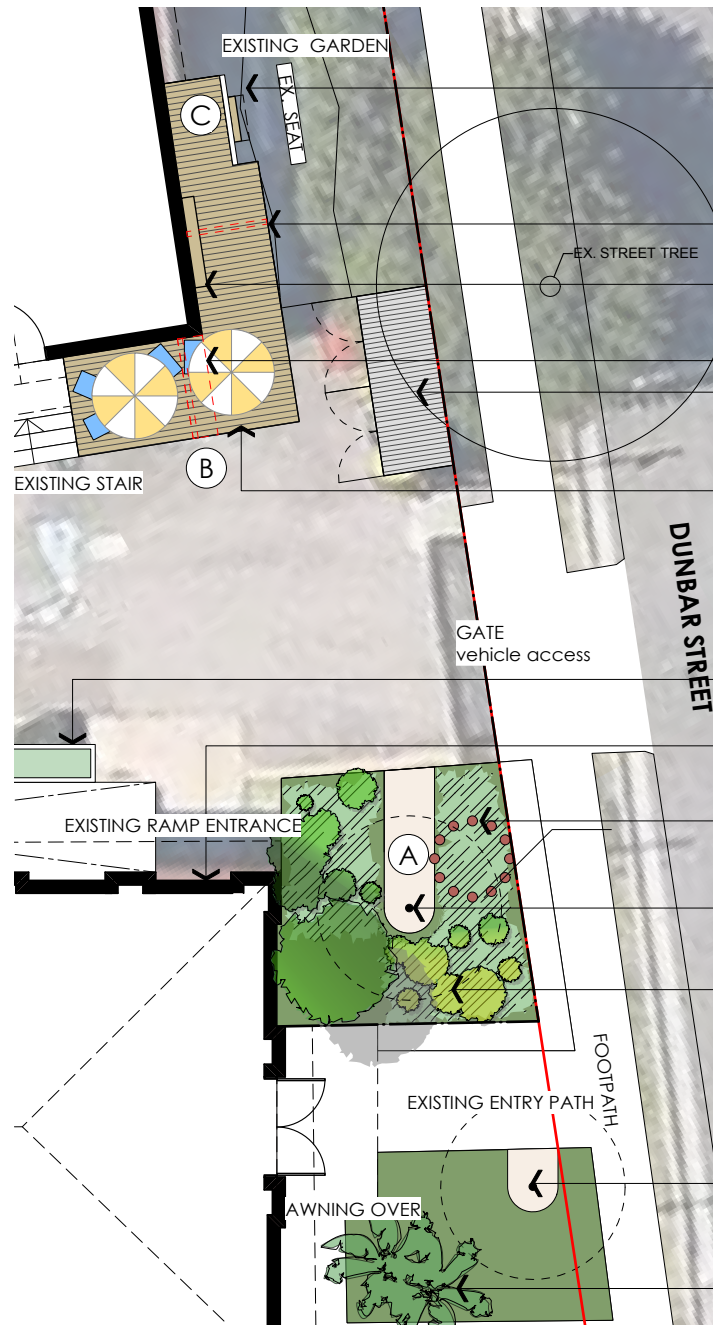 EXISTING GARDEN
C
EX. SEAT
EX. STREET TREE
B
EXISTING STAIR
DUNBAR STREET
GATE
vehicle access
EXISTING RAMP ENTRANCE
A
FOOTPATH
EXISTING ENTRY PATH
AWNING OVER